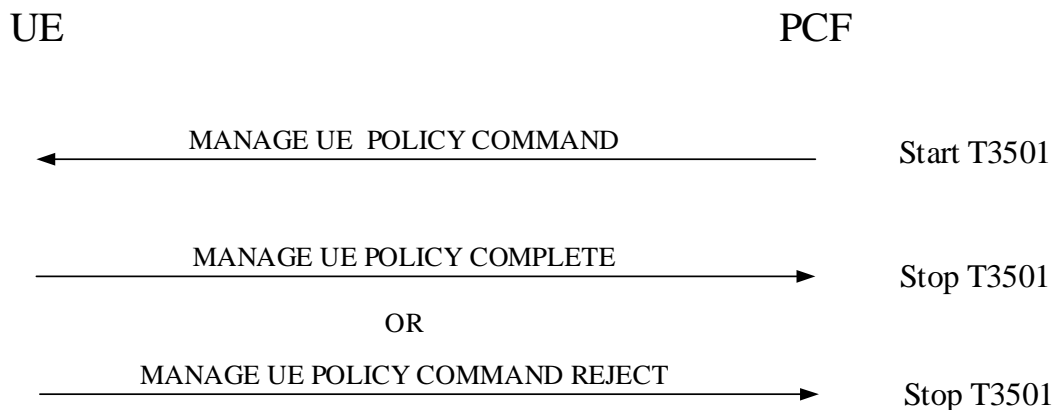 UE PCF
MANAGE UE POLICY COMMAND Start T3501
MANAGE UE POLICY COMPLETE Stop T3501
OR
MANAGE UE POLICY COMMAND REJECT Stop T3501